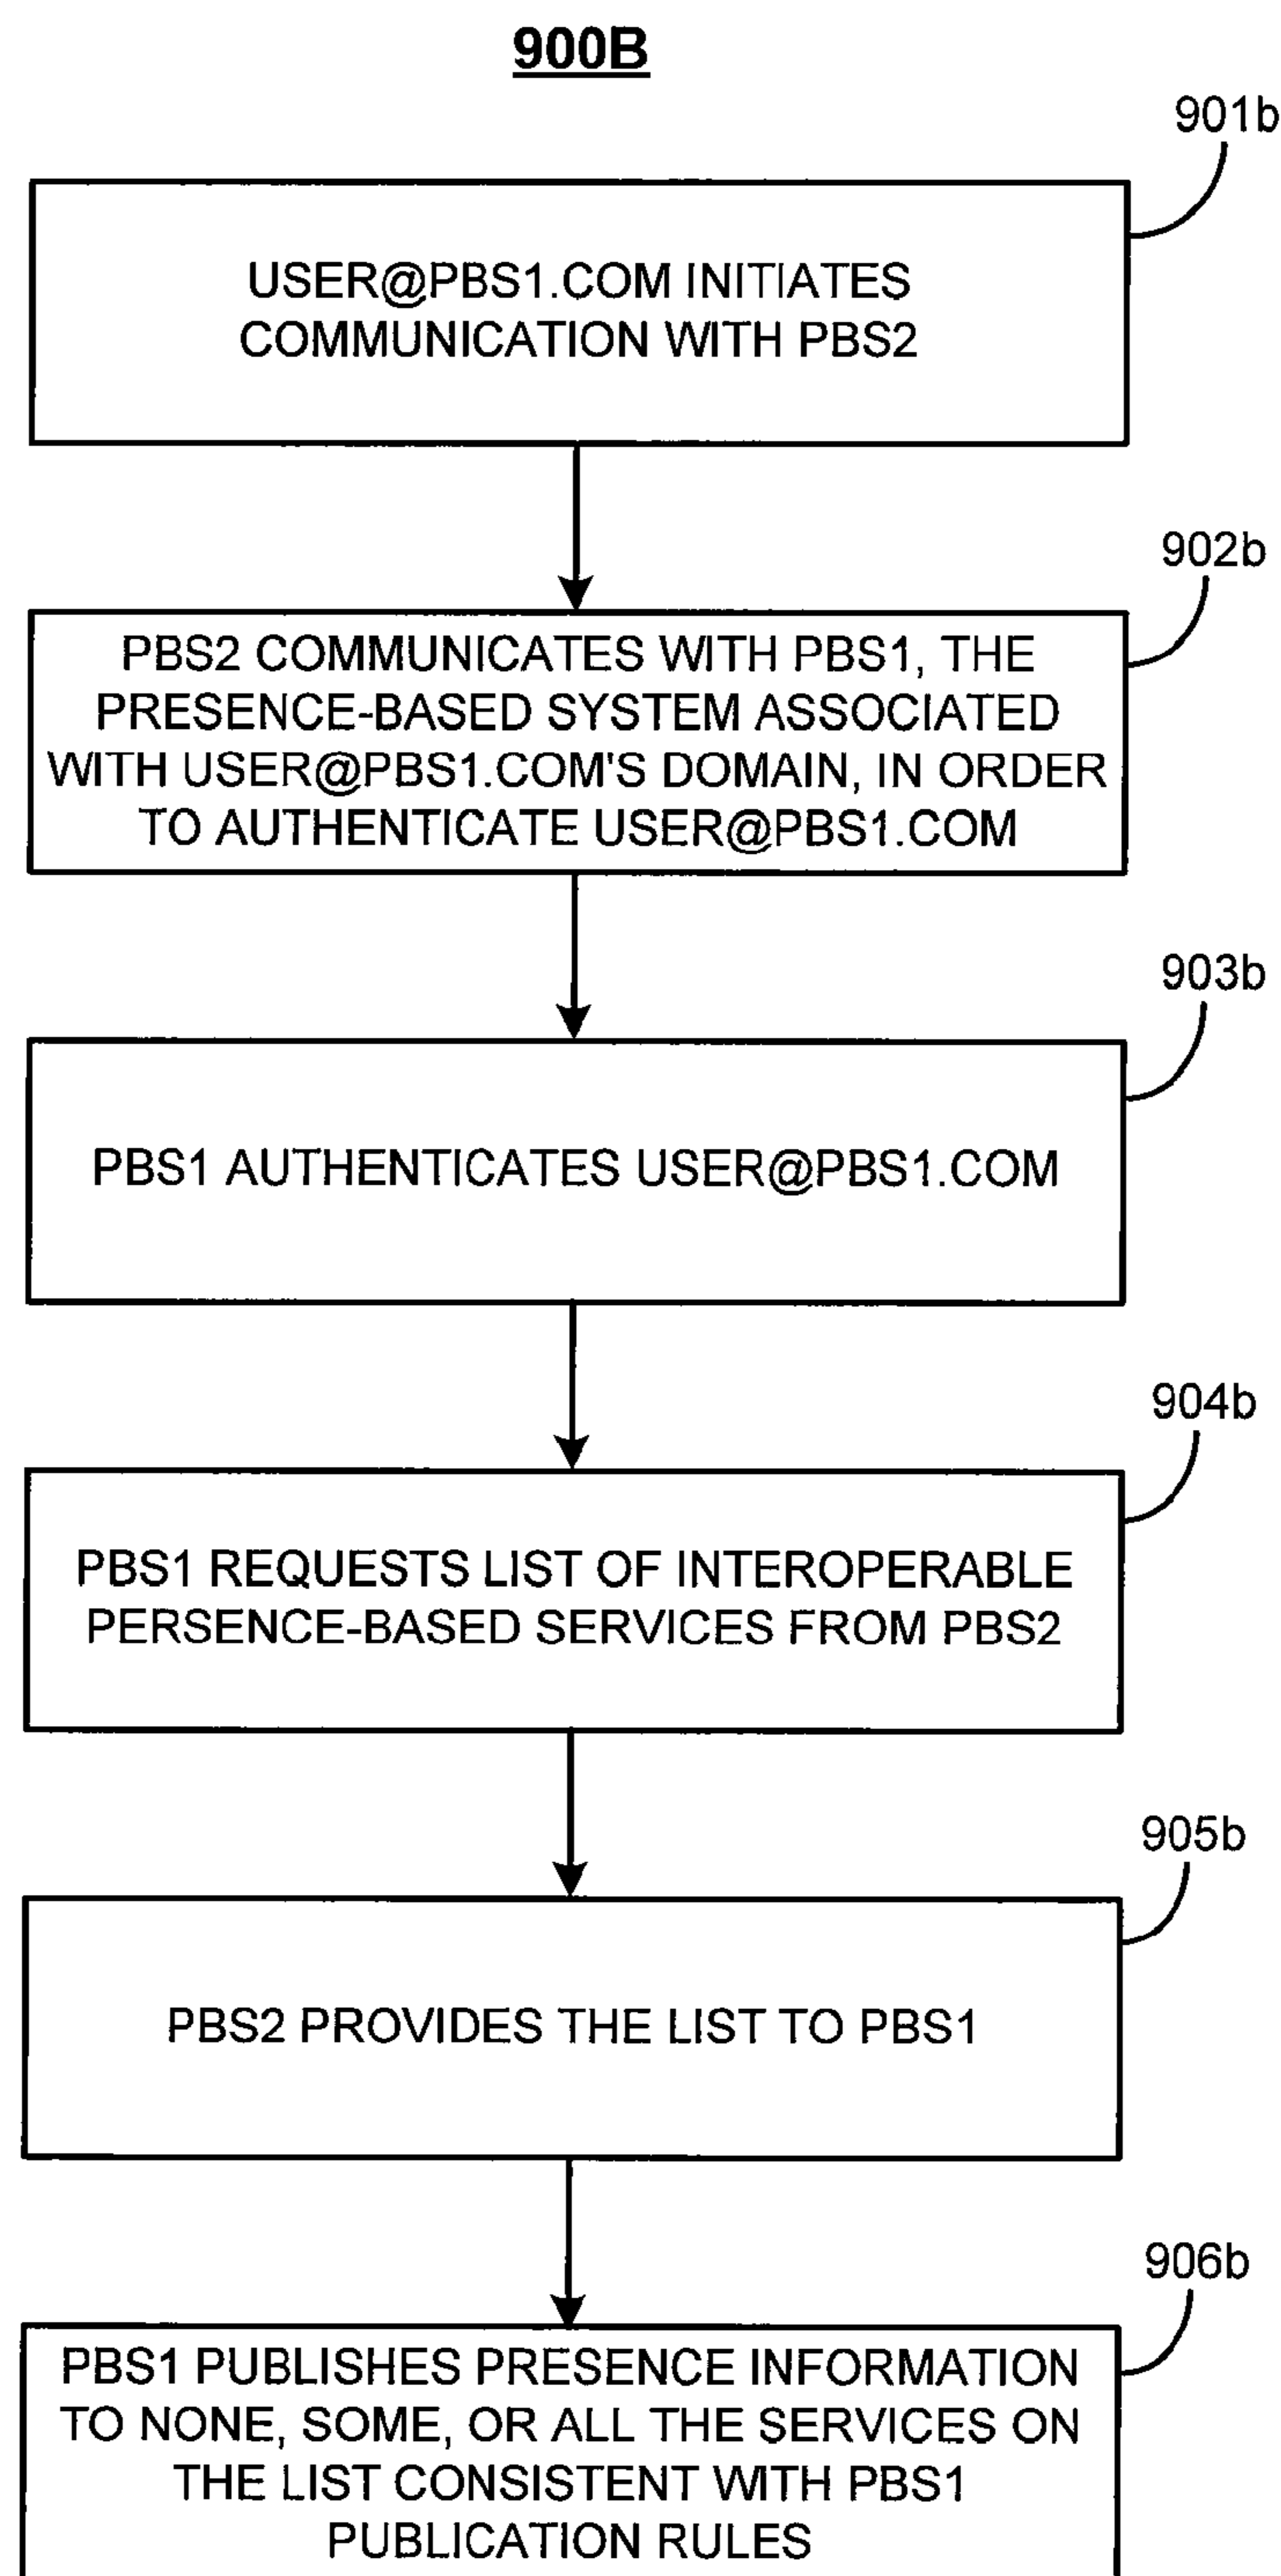 900B
901b
USER@PBS1.COM INITIATES
COMMUNICATION WITH PBS2
902b
PBS2 COMMUNICATES WITH PBS1, THE
PRESENCE-BASED SYSTEM ASSOCIATED
WITH USER@PBS1.COM'S DOMAIN, IN ORDER
TO AUTHENTICATE USER@PBS1.COM
903b
PBS1 AUTHENTICATES USER@PBS1.COM
904b
PBS1 REQUESTS LIST OF INTEROPERABLE
PERSENCE-BASED SERVICES FROM PBS2
905b
PBS2 PROVIDES THE LIST TO PBS1
906b
PBS1 PUBLISHES PRESENCE INFORMATION
TO NONE, SOME, OR ALL THE SERVICES ON
THE LIST CONSISTENT WITH PBS1
PUBLICATION RULES